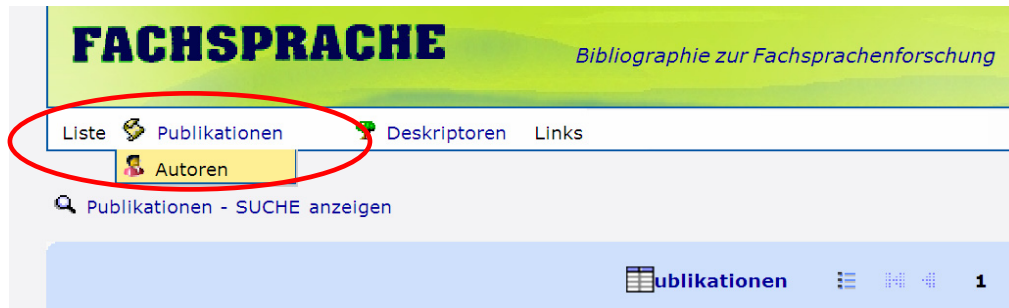 FACHSPRACHE
Bibliographie zur Fachsprachenforschung
Liste Publikationen Deskriptoren Links
Autoren
Publikationen - SUCHE anzeigen
ublikationen 1